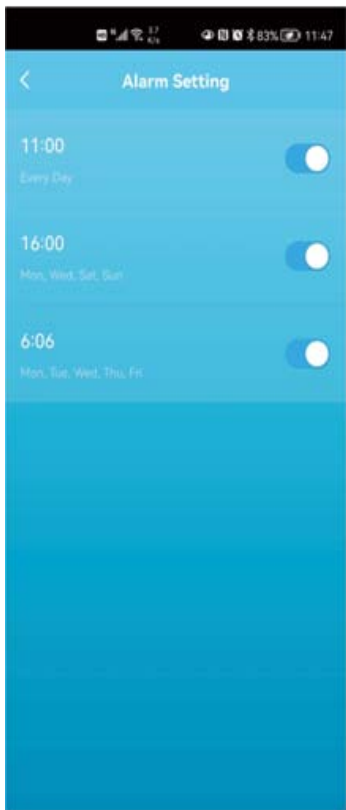 83% 11:47
Alarm Setting
11:00
Every Day
16:00
Mon, Wed, Sat, Sun
6:06
Mon, Tue, Wed, Thu, Fri